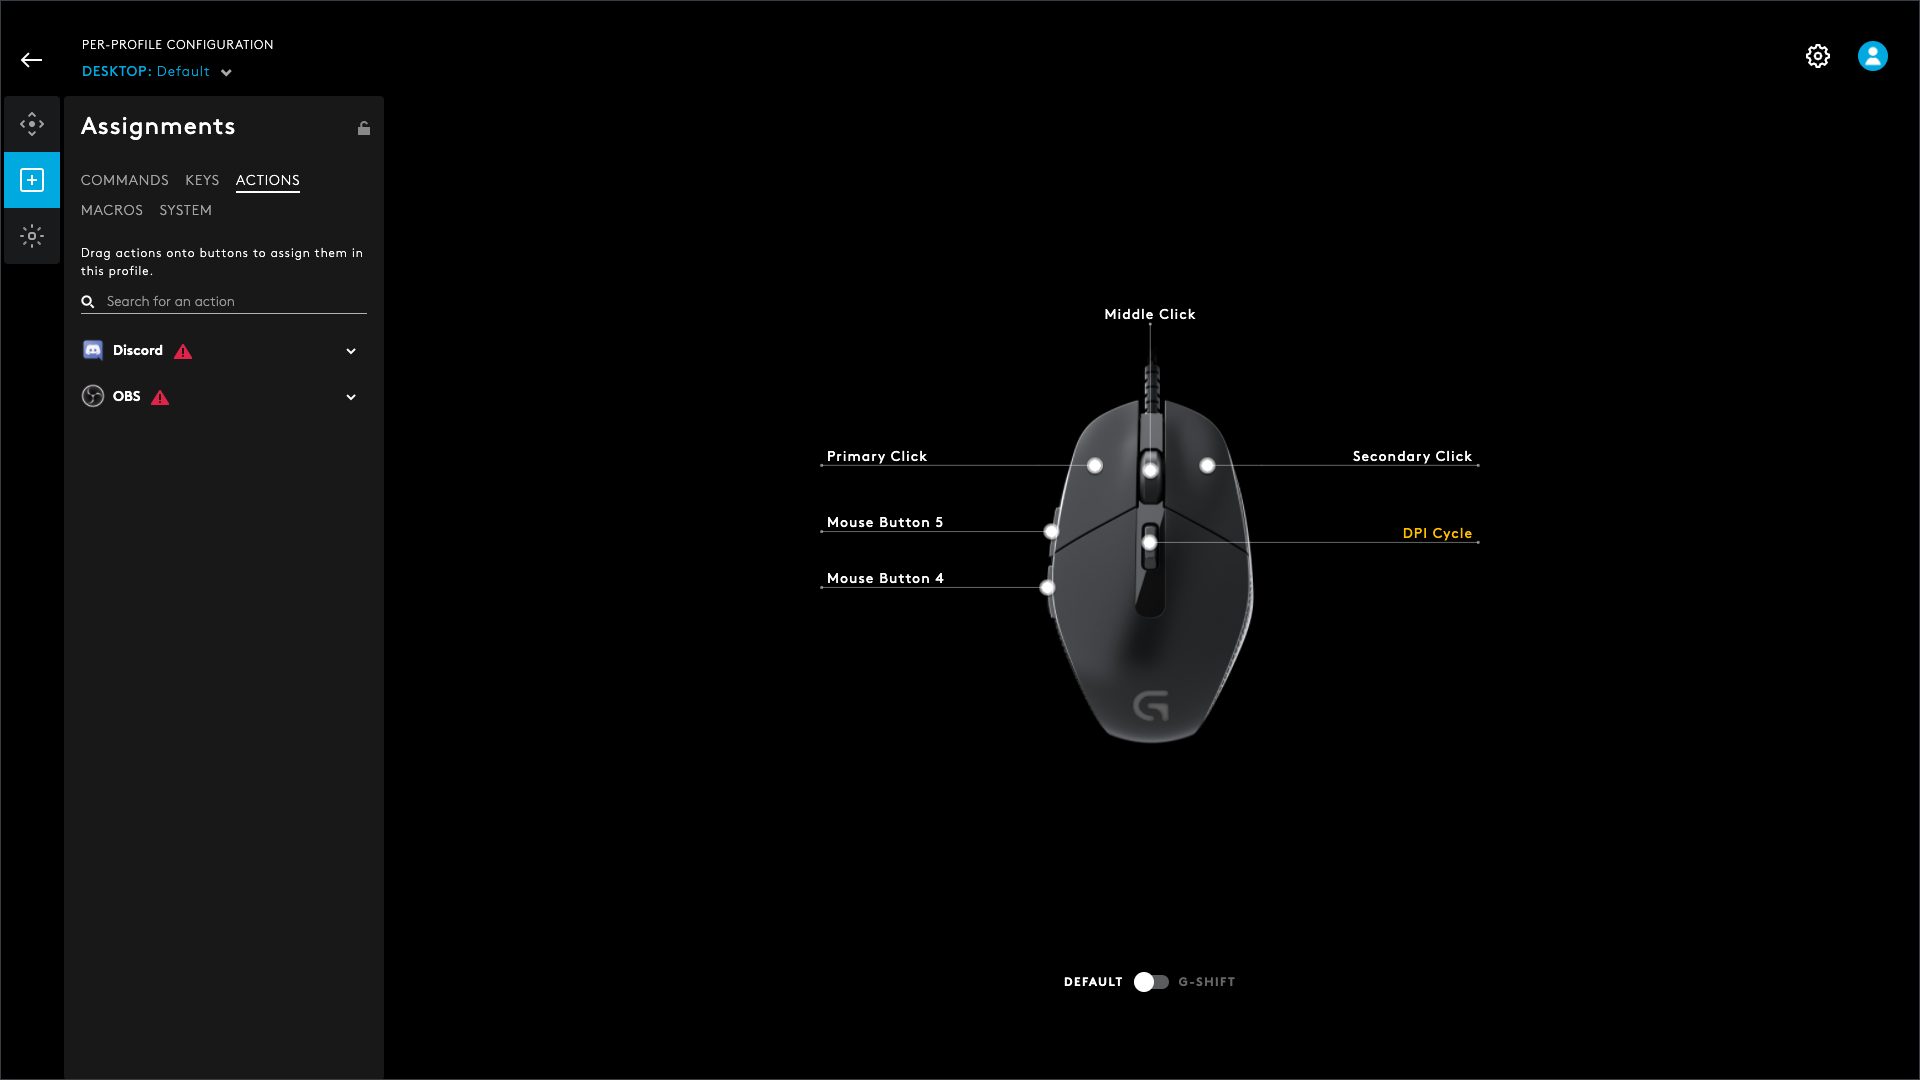 PER-PROFILE CONFIGURATION
DESKTOP: Default
Assignments
COMMANDS KEYS ACTIONS
MACROS SYSTEM
Drag actions onto buttons to assign them in
this profile.
Search for an action
Discord
OBS
Middle Click
Primary Click
Secondary Click
Mouse Button 5
DPI Cycle
Mouse Button 4
DEFAULT G-SHIFT